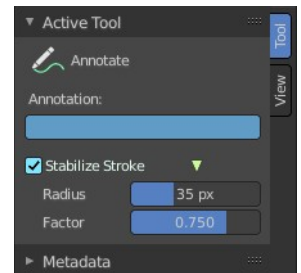 Active Tool
Annotate
Annotation:
Stabilize Stroke
Radius 35 px
Factor 0.750
Metadata
Tool
View